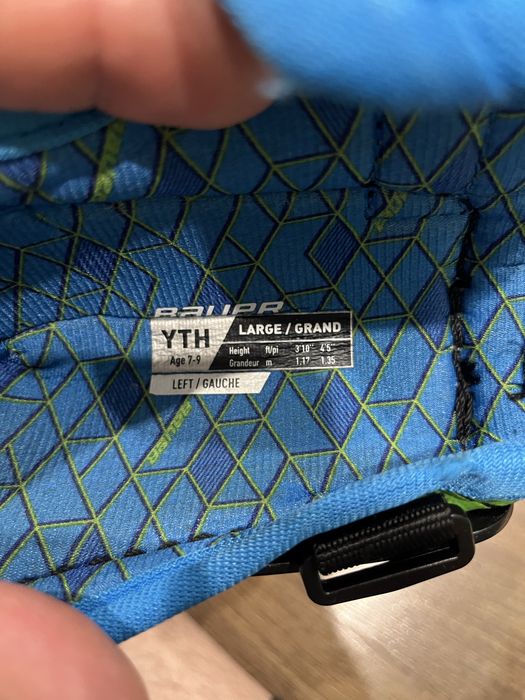 BAUER
YTH
Age 7-9
LARGE / GRAND
Height ft/pi 3'10" 4'5"
Grandeur m 1.17 1.35
LEFT / GAUCHE
BAUER